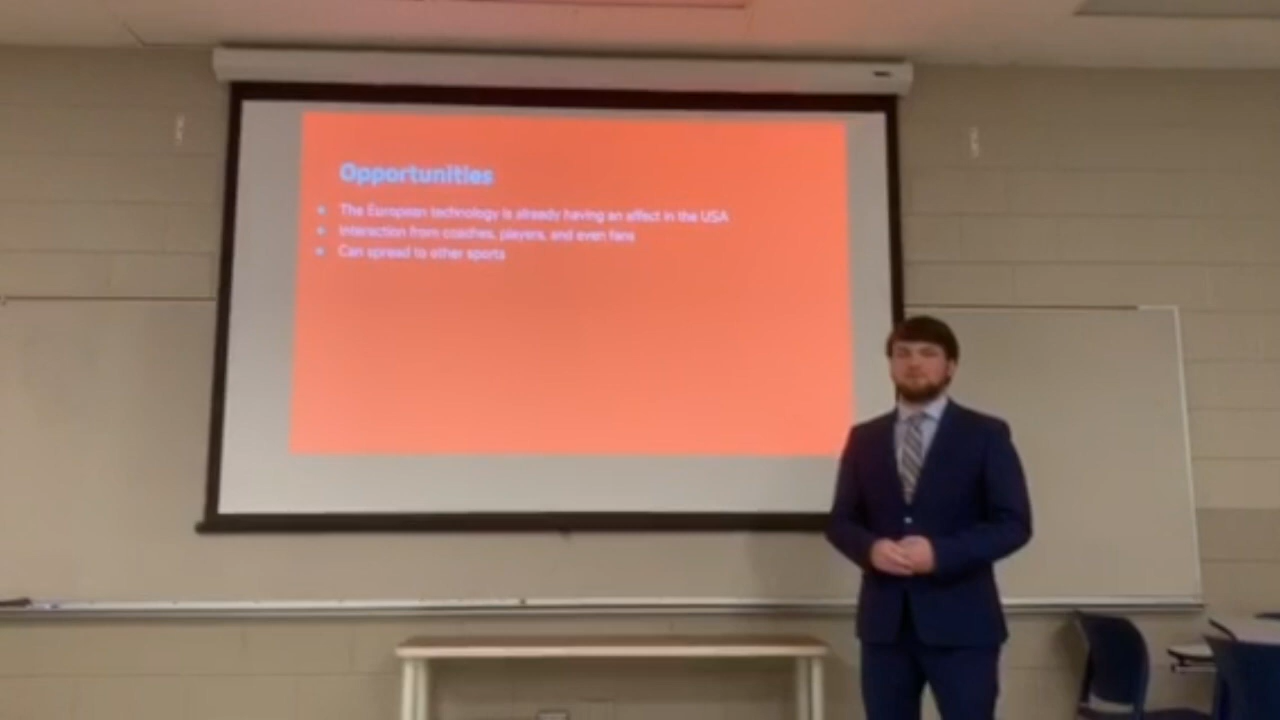 Opportunities
The European technology is already having an affect in the USA
Interaction from coaches, players, and even fans
Can spread to other sports